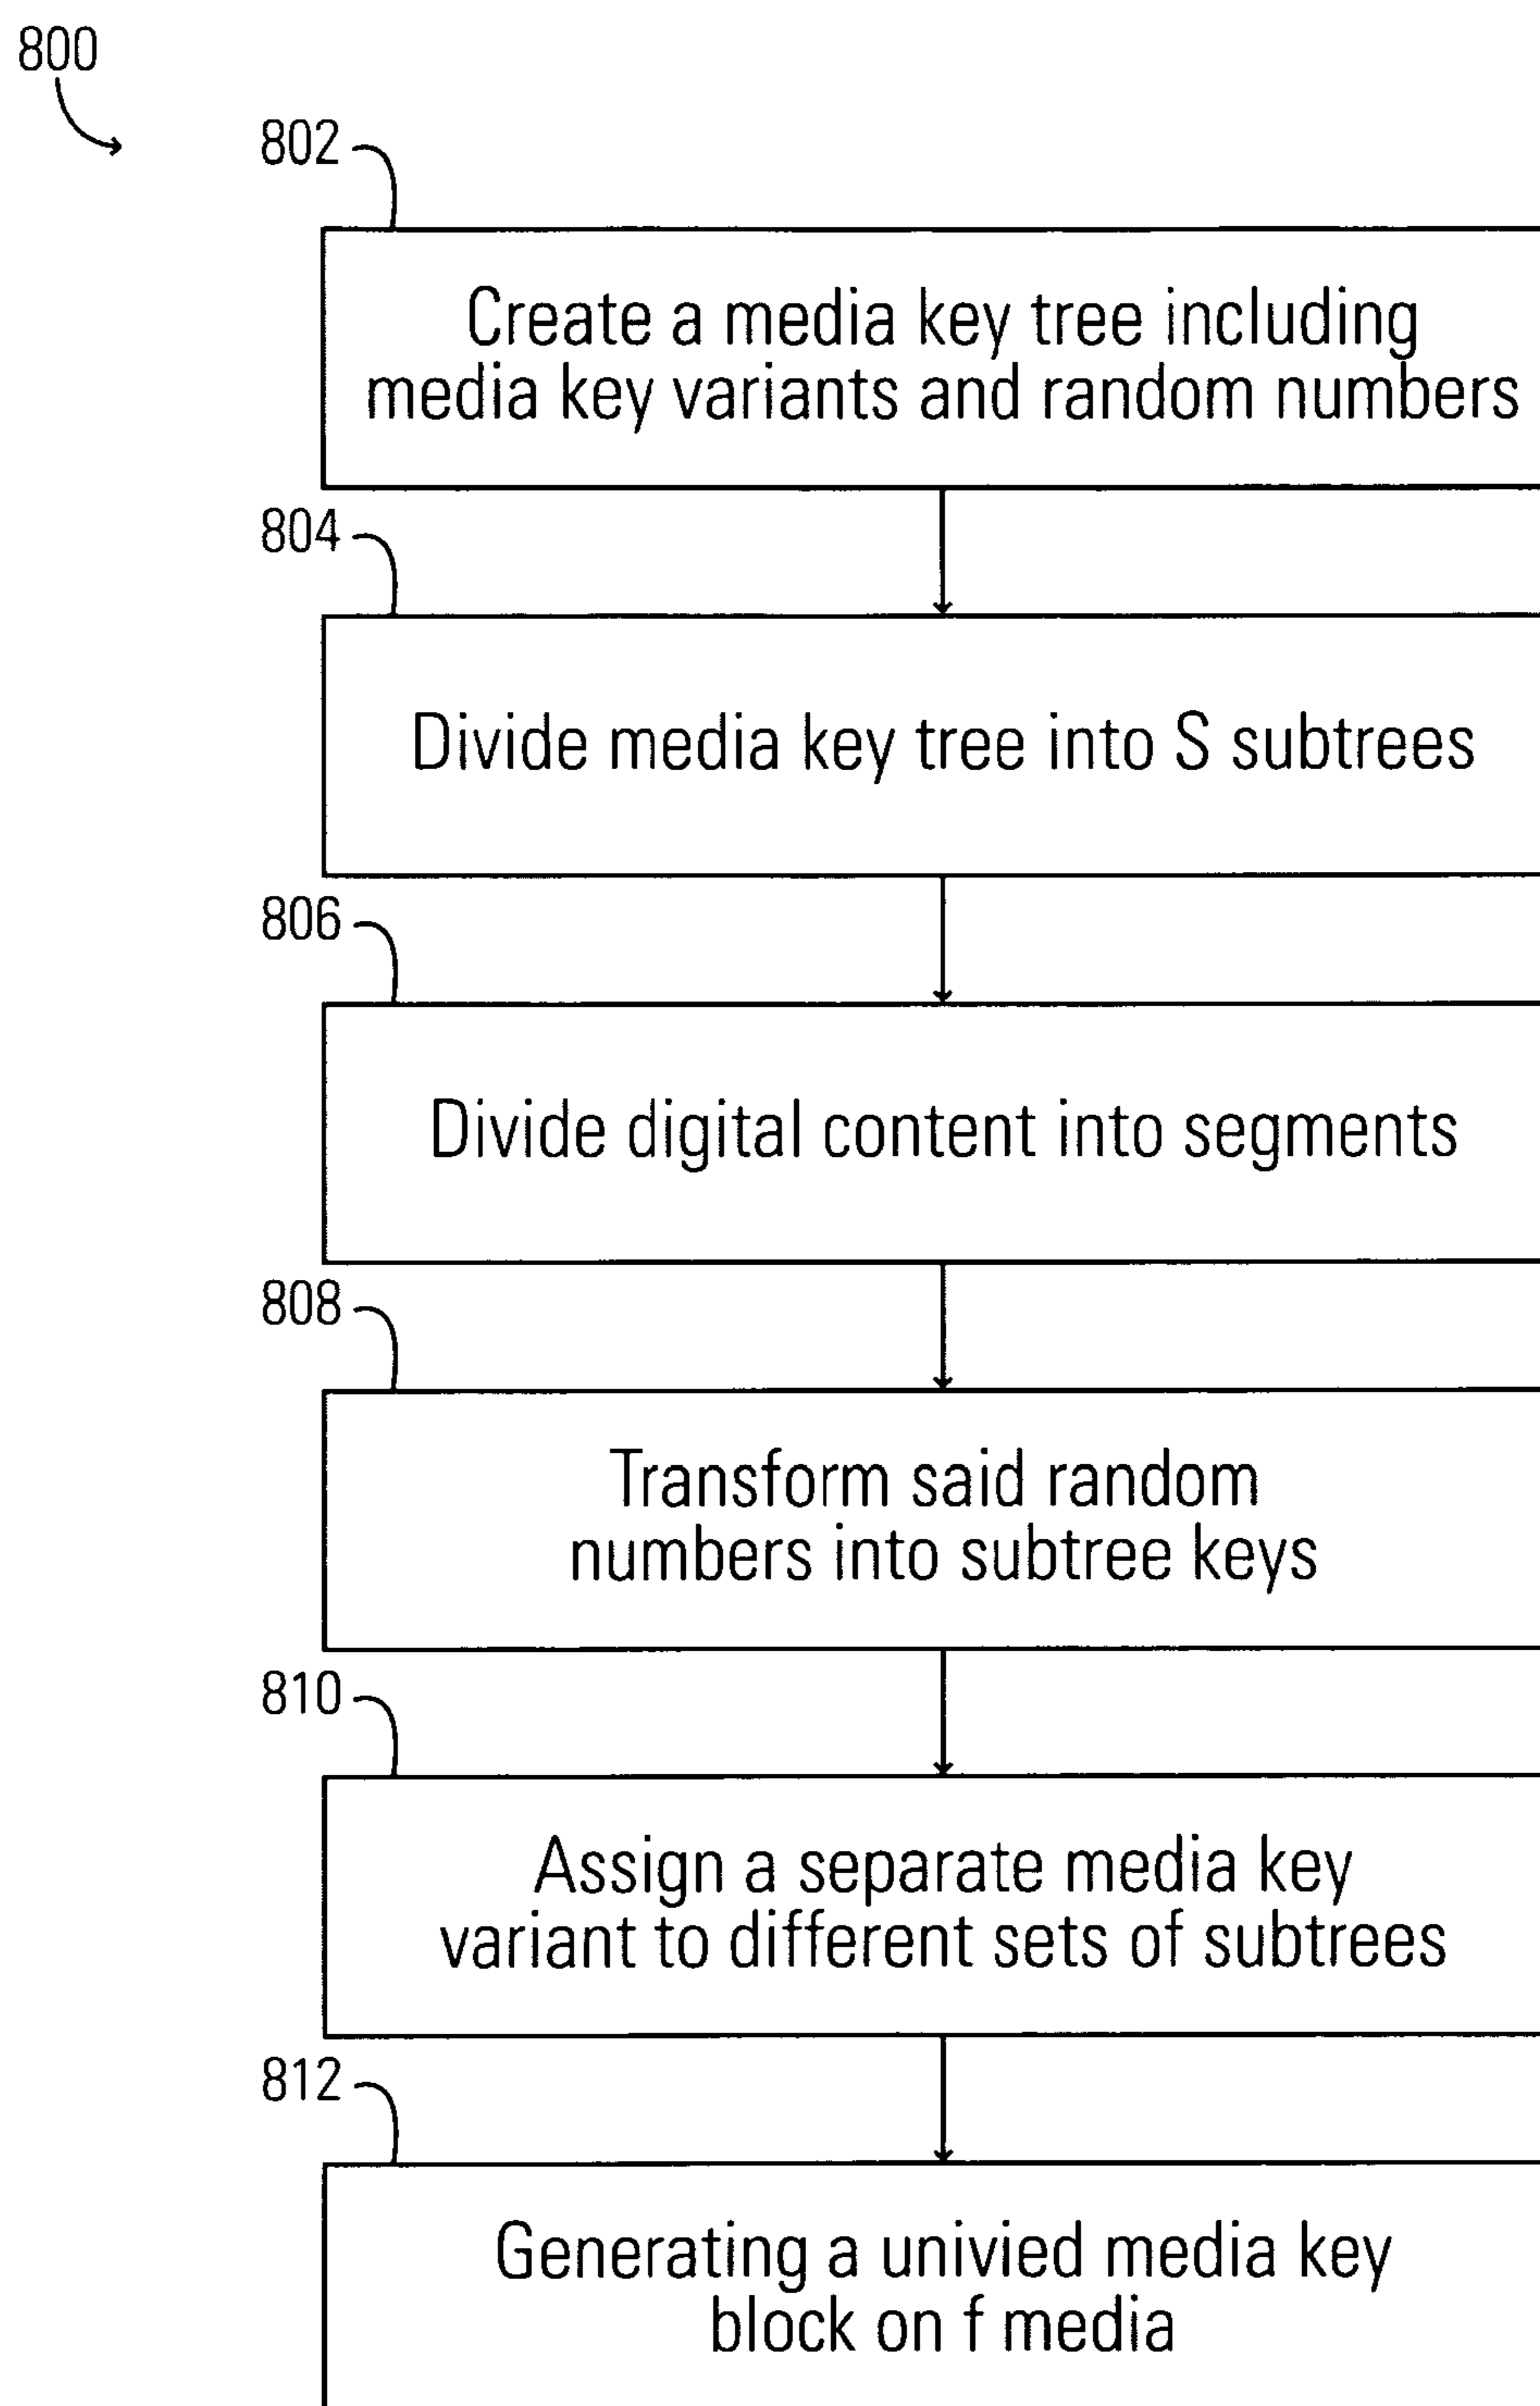 800
802
Create a media key tree including
media key variants and random numbers
804
Divide media key tree into S subtrees
806
Divide digital content into segments
808
Transform said random
numbers into subtree keys
810
Assign a separate media key
variant to different sets of subtrees
812
Generating a univied media key
block on f media